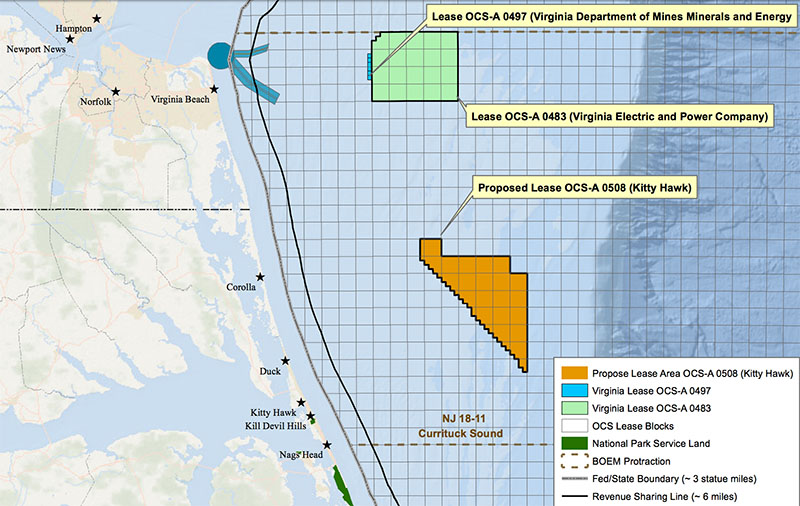 Lease OCS-A 0497 (Virginia Department of Mines Minerals and Energy
Hampton
Newport News
Norfolk
Virginia Beach
Lease OCS-A 0483 (Virginia Electric and Power Company)
Proposed Lease OCS-A 0508 (Kitty Hawk)
Corolla
Duck
Kitty Hawk
Kill Devil Hills
Nags Head
NJ 18-11
Currituck Sound
Propose Lease Area OCS-A 0508 (Kitty Hawk)
Virginia Lease OCS-A 0497
Virginia Lease OCS-A 0483
OCS Lease Blocks
National Park Service Land
BOEM Protraction
Fed/State Boundary (~ 3 statue miles)
Revenue Sharing Line (~ 6 miles)